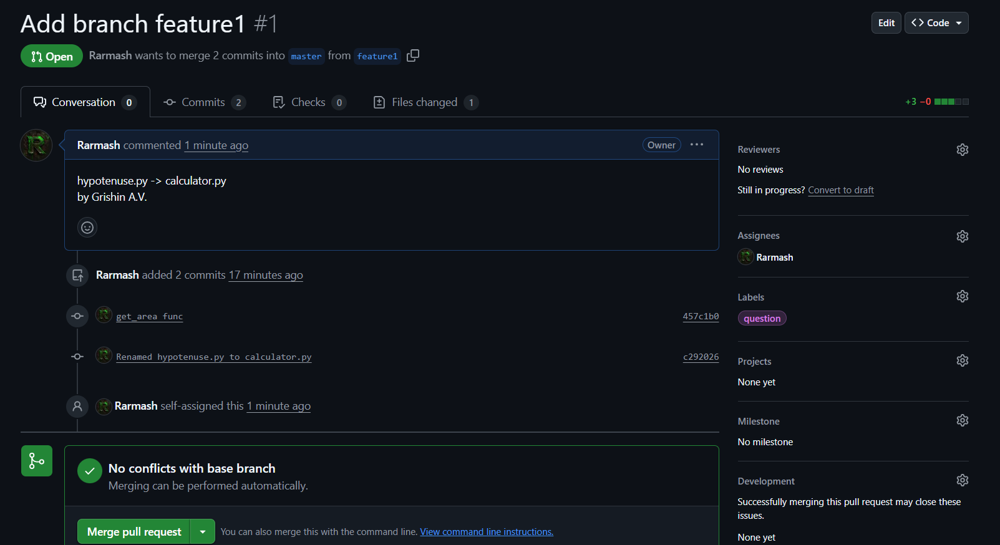 Add branch feature1 #1
Edit
Code
Open
Rarmash wants to merge 2 commits into master from feature1
Conversation 0
Commits 2
Checks 0
Files changed 1
+3 −0
Rarmash commented 1 minute ago
Owner
hypotenuse.py -> calculator.py
by Grishin A.V.
Rarmash added 2 commits 17 minutes ago
get_area func
457c1b0
Renamed hypotenuse.py to calculator.py
c292026
Rarmash self-assigned this 1 minute ago
No conflicts with base branch
Merging can be performed automatically.
Merge pull request
You can also merge this with the command line. View command line instructions.
Reviewers
No reviews
Still in progress? Convert to draft
Assignees
Rarmash
Labels
question
Projects
None yet
Milestone
No milestone
Development
Successfully merging this pull request may close these
issues.
None yet